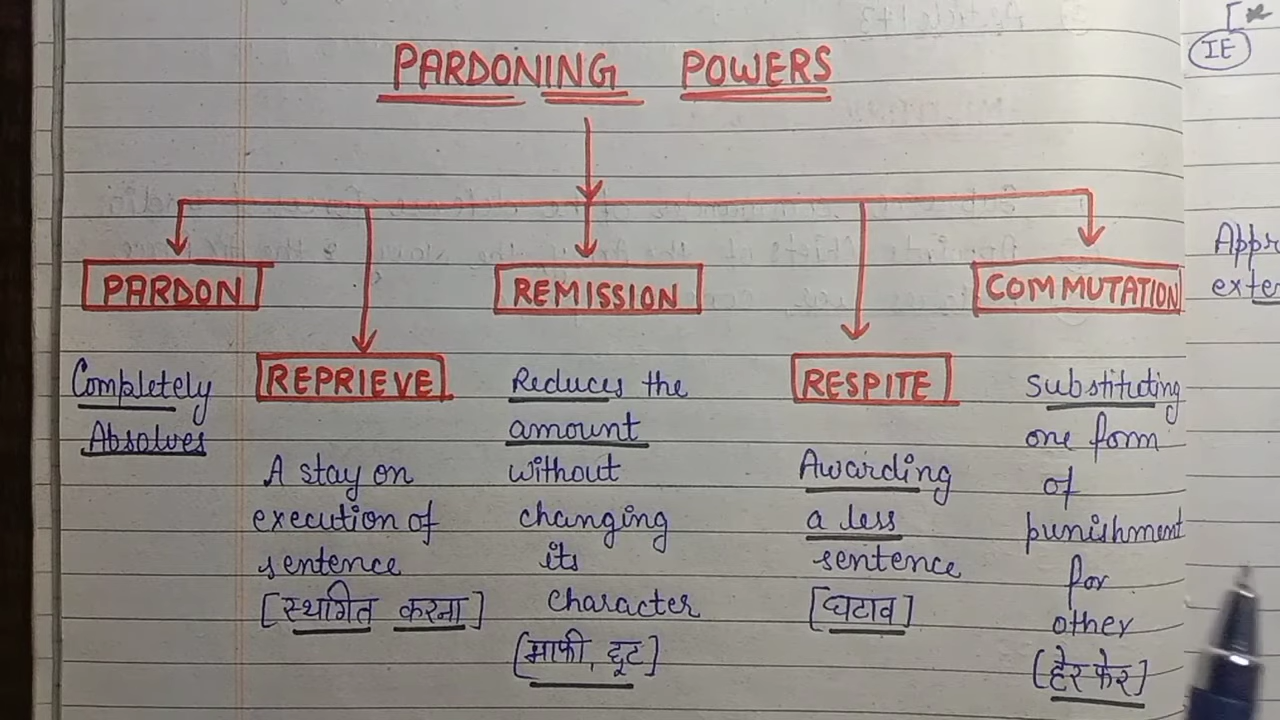 PARDONING POWERS
PARDON
REMISSION
COMMUTATION
REPRIEVE
RESPITE
Completely
Absolves
A stay on
execution of
sentence
[स्थगित करना]
Reduces the
amount
without
changing
its
character
(माफी, छूट]
Awarding
a less
sentence
[घटाव]
substituting
one form
of
punishment
for
other
(हेर फेर]
IE